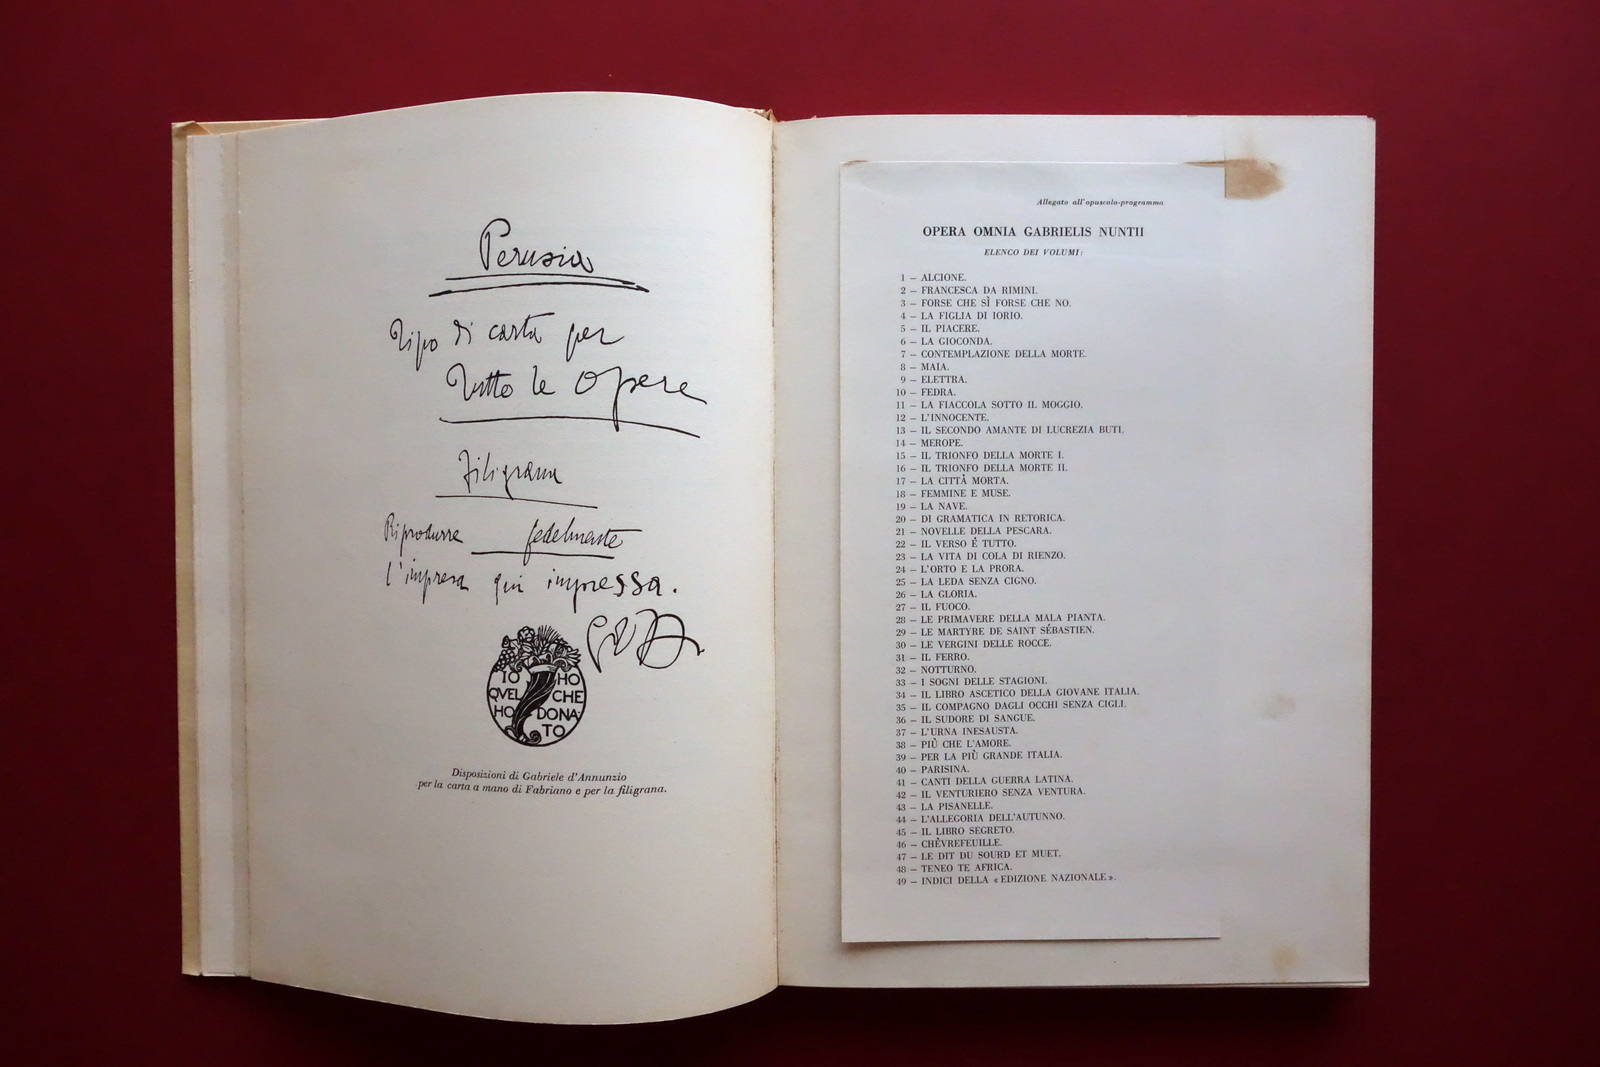 Perusia
Tipo di carta per
Tutte le Opere
Filigrana
Riprodurre fedelmente
l'impresa qui impressa.
IO HO
QVEL CHE
HO DONA
TO
Disposizioni di Gabriele d'Annunzio
per la carta a mano di Fabriano e per la filigrana.
Allegato all'opuscolo-programma
OPERA OMNIA GABRIELIS NUNTII
ELENCO DEI VOLUMI:
1 – ALCIONE.
2 – FRANCESCA DA RIMINI.
3 – FORSE CHE SÌ FORSE CHE NO.
4 – LA FIGLIA DI IORIO.
5 – IL PIACERE.
6 – LA GIOCONDA.
7 – CONTEMPLAZIONE DELLA MORTE.
8 – MAIA.
9 – ELETTRA.
10 – FEDRA.
11 – LA FIACCOLA SOTTO IL MOGGIO.
12 – L'INNOCENTE.
13 – IL SECONDO AMANTE DI LUCREZIA BUTI.
14 – MEROPE.
15 – IL TRIONFO DELLA MORTE I.
16 – IL TRIONFO DELLA MORTE II.
17 – LA CITTÀ MORTA.
18 – FEMMINE E MUSE.
19 – LA NAVE.
20 – DI GRAMATICA IN RETORICA.
21 – NOVELLE DELLA PESCARA.
22 – IL VERSO È TUTTO.
23 – LA VITA DI COLA DI RIENZO.
24 – L'ORTO E LA PRORA.
25 – LA LEDA SENZA CIGNO.
26 – LA GLORIA.
27 – IL FUOCO.
28 – LE PRIMAVERE DELLA MALA PIANTA.
29 – LE MARTYRE DE SAINT SÉBASTIEN.
30 – LE VERGINI DELLE ROCCE.
31 – IL FERRO.
32 – NOTTURNO.
33 – I SOGNI DELLE STAGIONI.
34 – IL LIBRO ASCETICO DELLA GIOVANE ITALIA.
35 – IL COMPAGNO DAGLI OCCHI SENZA CIGLI.
36 – IL SUDORE DI SANGUE.
37 – L'URNA INESAUSTA.
38 – PIÙ CHE L'AMORE.
39 – PER LA PIÙ GRANDE ITALIA.
40 – PARISINA.
41 – CANTI DELLA GUERRA LATINA.
42 – IL VENTURIERO SENZA VENTURA.
43 – LA PISANELLE.
44 – L'ALLEGORIA DELL'AUTUNNO.
45 – IL LIBRO SEGRETO.
46 – CHÈVREFEUILLE.
47 – LE DIT DU SOURD ET MUET.
48 – TENEO TE AFRICA.
49 – INDICI DELLA «EDIZIONE NAZIONALE».